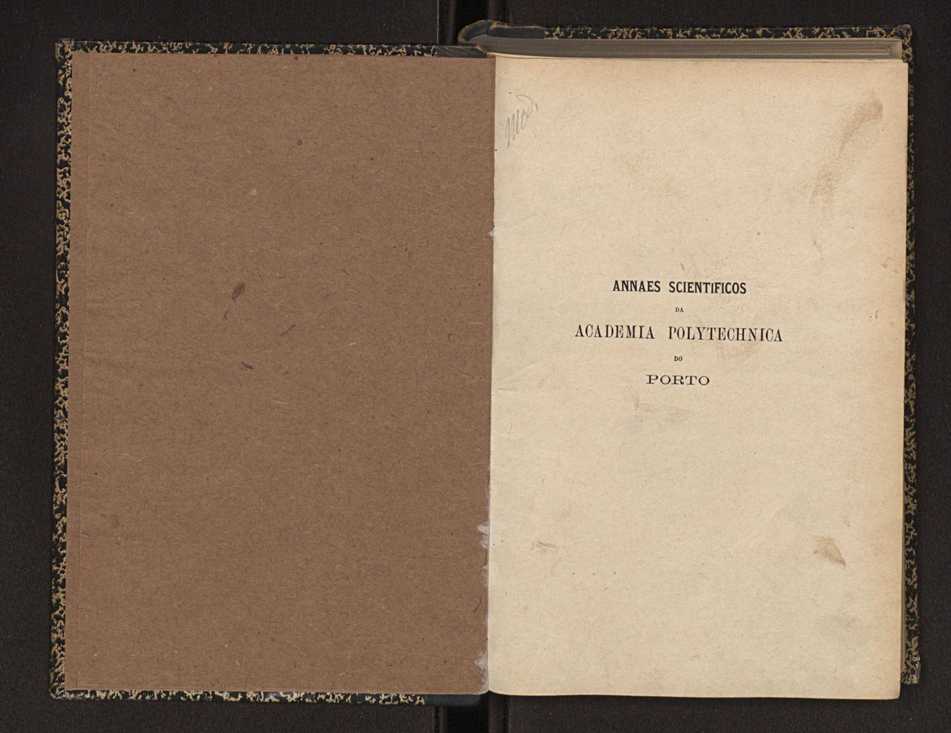 ANNAES SCIENTIFICOS
DA
ACADEMIA POLYTECHNICA
DO
PORTO